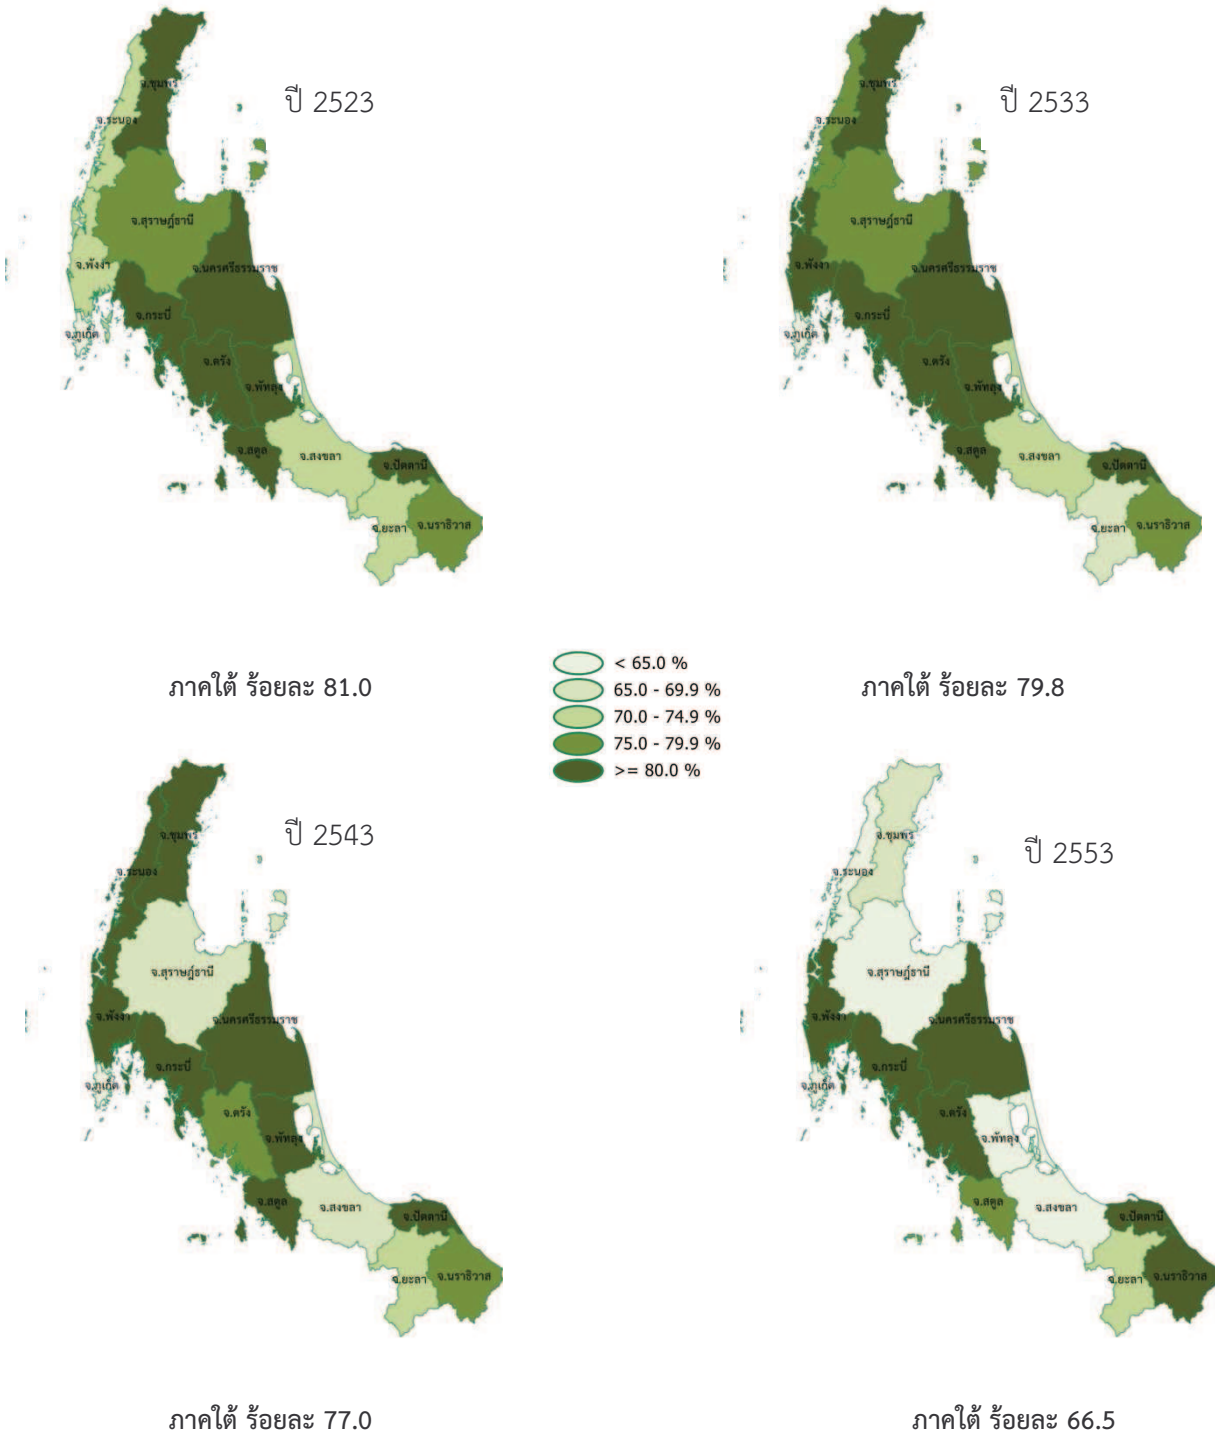 ปี 2523
จ.ชุมพร
จ.ระนอง
จ.สุราษฎ์ธานี
จ.พังงา
จ.นครศรีธรรมราช
จ.กระบี่
จ.ภูเก็ต
จ.ตรัง
จ.พัทลุง
จ.สตูล
จ.สงขลา
จ.ปัตตานี
จ.ยะลา
จ.นราธิวาส
ภาคใต้ ร้อยละ 81.0
ปี 2533
จ.ชุมพร
จ.ระนอง
จ.สุราษฎ์ธานี
จ.พังงา
จ.นครศรีธรรมราช
จ.กระบี่
จ.ภูเก็ต
จ.ตรัง
จ.พัทลุง
จ.สตูล
จ.สงขลา
จ.ปัตตานี
จ.ยะลา
จ.นราธิวาส
ภาคใต้ ร้อยละ 79.8
< 65.0 %
65.0 - 69.9 %
70.0 - 74.9 %
75.0 - 79.9 %
>= 80.0 %
ปี 2543
จ.ชุมพร
จ.ระนอง
จ.สุราษฎ์ธานี
จ.พังงา
จ.นครศรีธรรมราช
จ.กระบี่
จ.ภูเก็ต
จ.ตรัง
จ.พัทลุง
จ.สตูล
จ.สงขลา
จ.ปัตตานี
จ.ยะลา
จ.นราธิวาส
ภาคใต้ ร้อยละ 77.0
ปี 2553
จ.ชุมพร
จ.ระนอง
จ.สุราษฎ์ธานี
จ.พังงา
จ.นครศรีธรรมราช
จ.กระบี่
จ.ภูเก็ต
จ.ตรัง
จ.พัทลุง
จ.สตูล
จ.สงขลา
จ.ปัตตานี
จ.ยะลา
จ.นราธิวาส
ภาคใต้ ร้อยละ 66.5